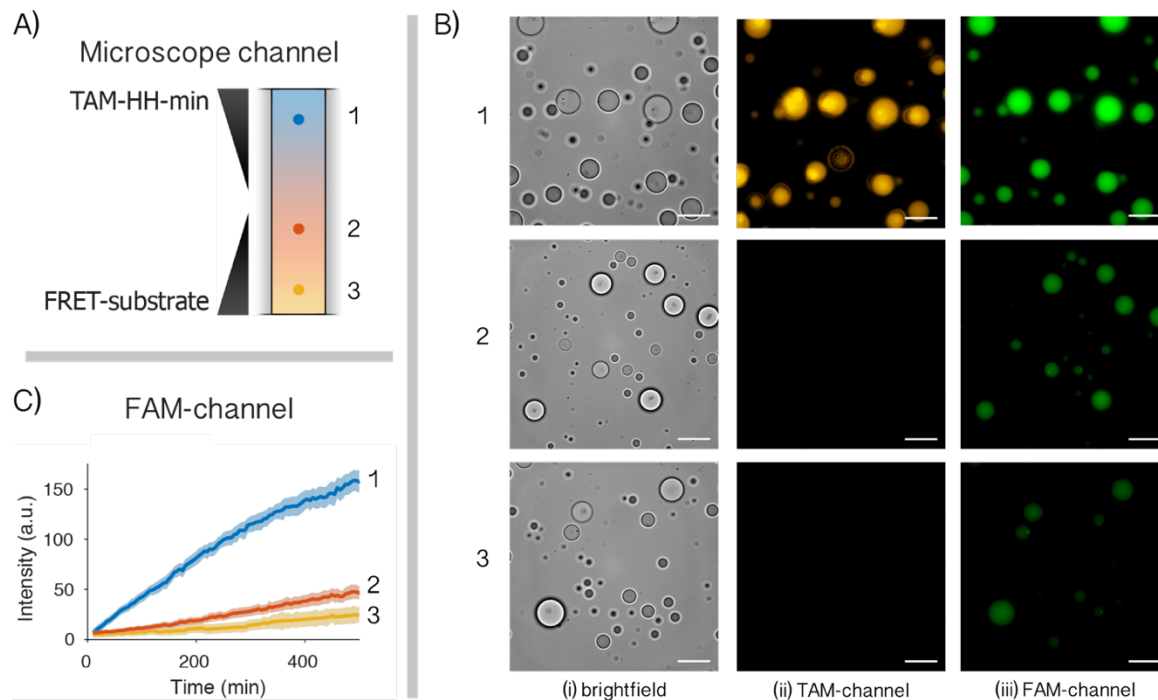 A)
Microscope channel
TAM-HH-min
FRET-substrate
1
2
3
B)
1
2
3
(i) brightfield
(ii) TAM-channel
(iii) FAM-channel
C)
FAM-channel
Intensity (a.u.)
150
100
50
0
1
2
3
0
200
400
Time (min)